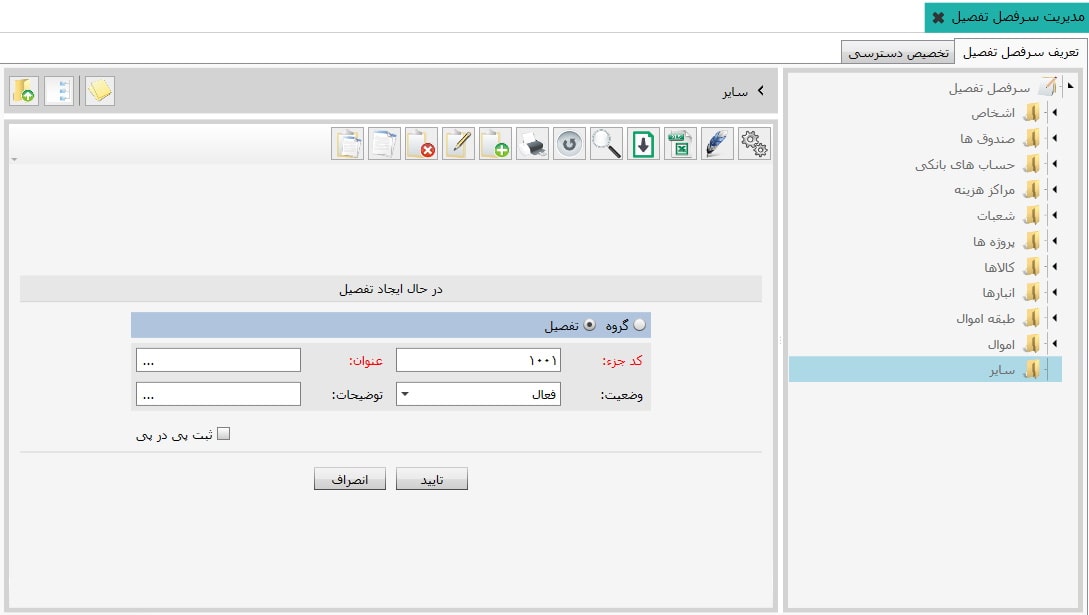 مدیریت سرفصل تفصیل
تعریف سرفصل تفصیل
تخصیص دسترسی
سرفصل تفصیل
اشخاص
صندوق ها
حساب های بانکی
مراکز هزینه
شعبات
پروژه ها
کالاها
انبارها
طبقه اموال
اموال
سایر
سایر
در حال ایجاد تفصیل
گروه تفصیل
کد جزء: ۱۰۰۱ عنوان: ...
وضعیت: فعال توضیحات: ...
ثبت پی در پی
تایید انصراف